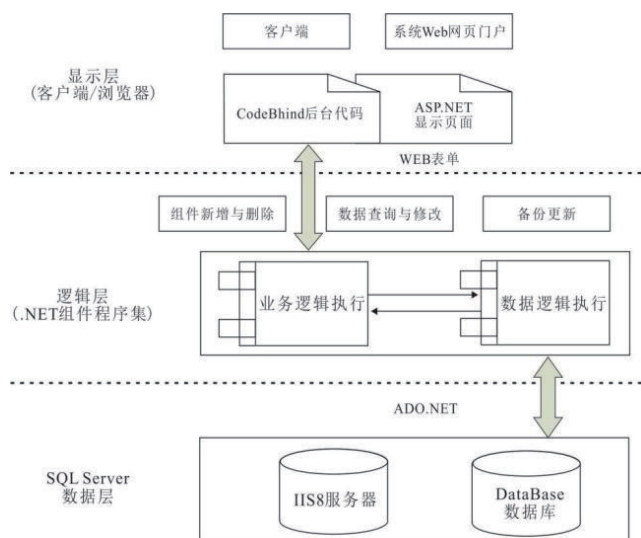 客户端
系统Web网页门户
显示层
(客户端/浏览器)
CodeBhind后台代码
ASP.NET
显示页面
WEB表单
组件新增与删除
数据查询与修改
备份更新
逻辑层
(.NET组件程序集)
业务逻辑执行
数据逻辑执行
ADO.NET
SQL Server
数据层
IIS8服务器
DataBase
数据库